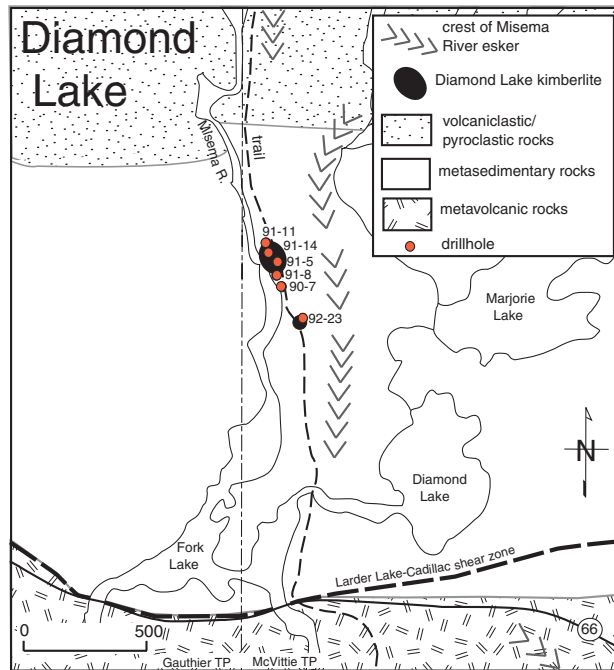 Diamond
Lake
crest of Misema
River esker
Diamond Lake kimberlite
volcaniclastic/
pyroclastic rocks
metasedimentary rocks
metavolcanic rocks
drillhole
Misema R.
trail
91-11
91-14
91-5
91-8
90-7
92-23
Marjorie
Lake
N
Diamond
Lake
Fork
Lake
Larder Lake-Cadillac shear zone
0 500
66
Gauthier TP McVittie TP